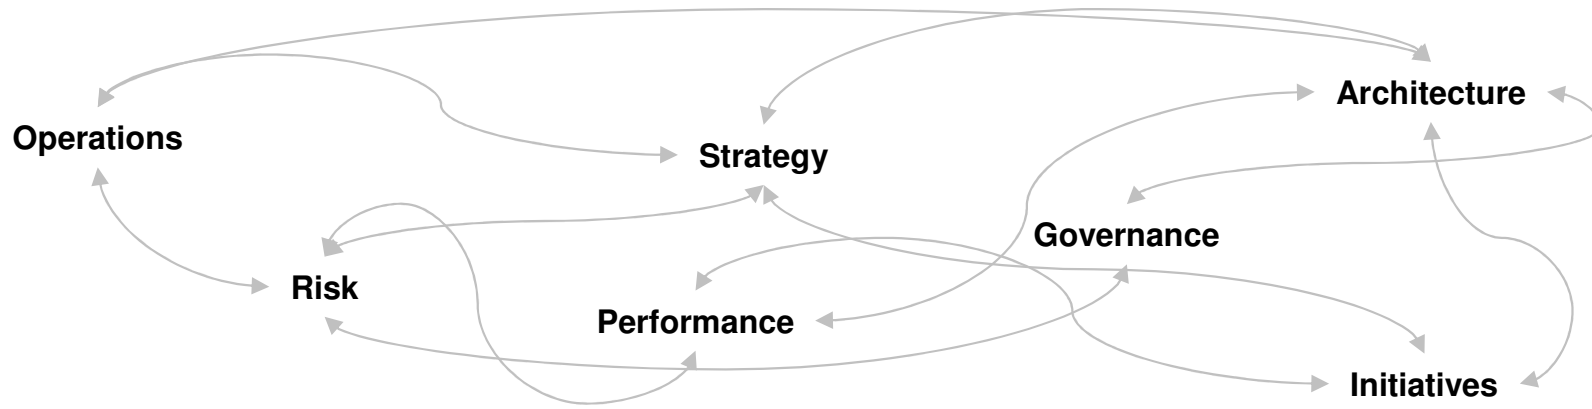 Architecture
Operations
Strategy
Governance
Risk
Performance
Initiatives